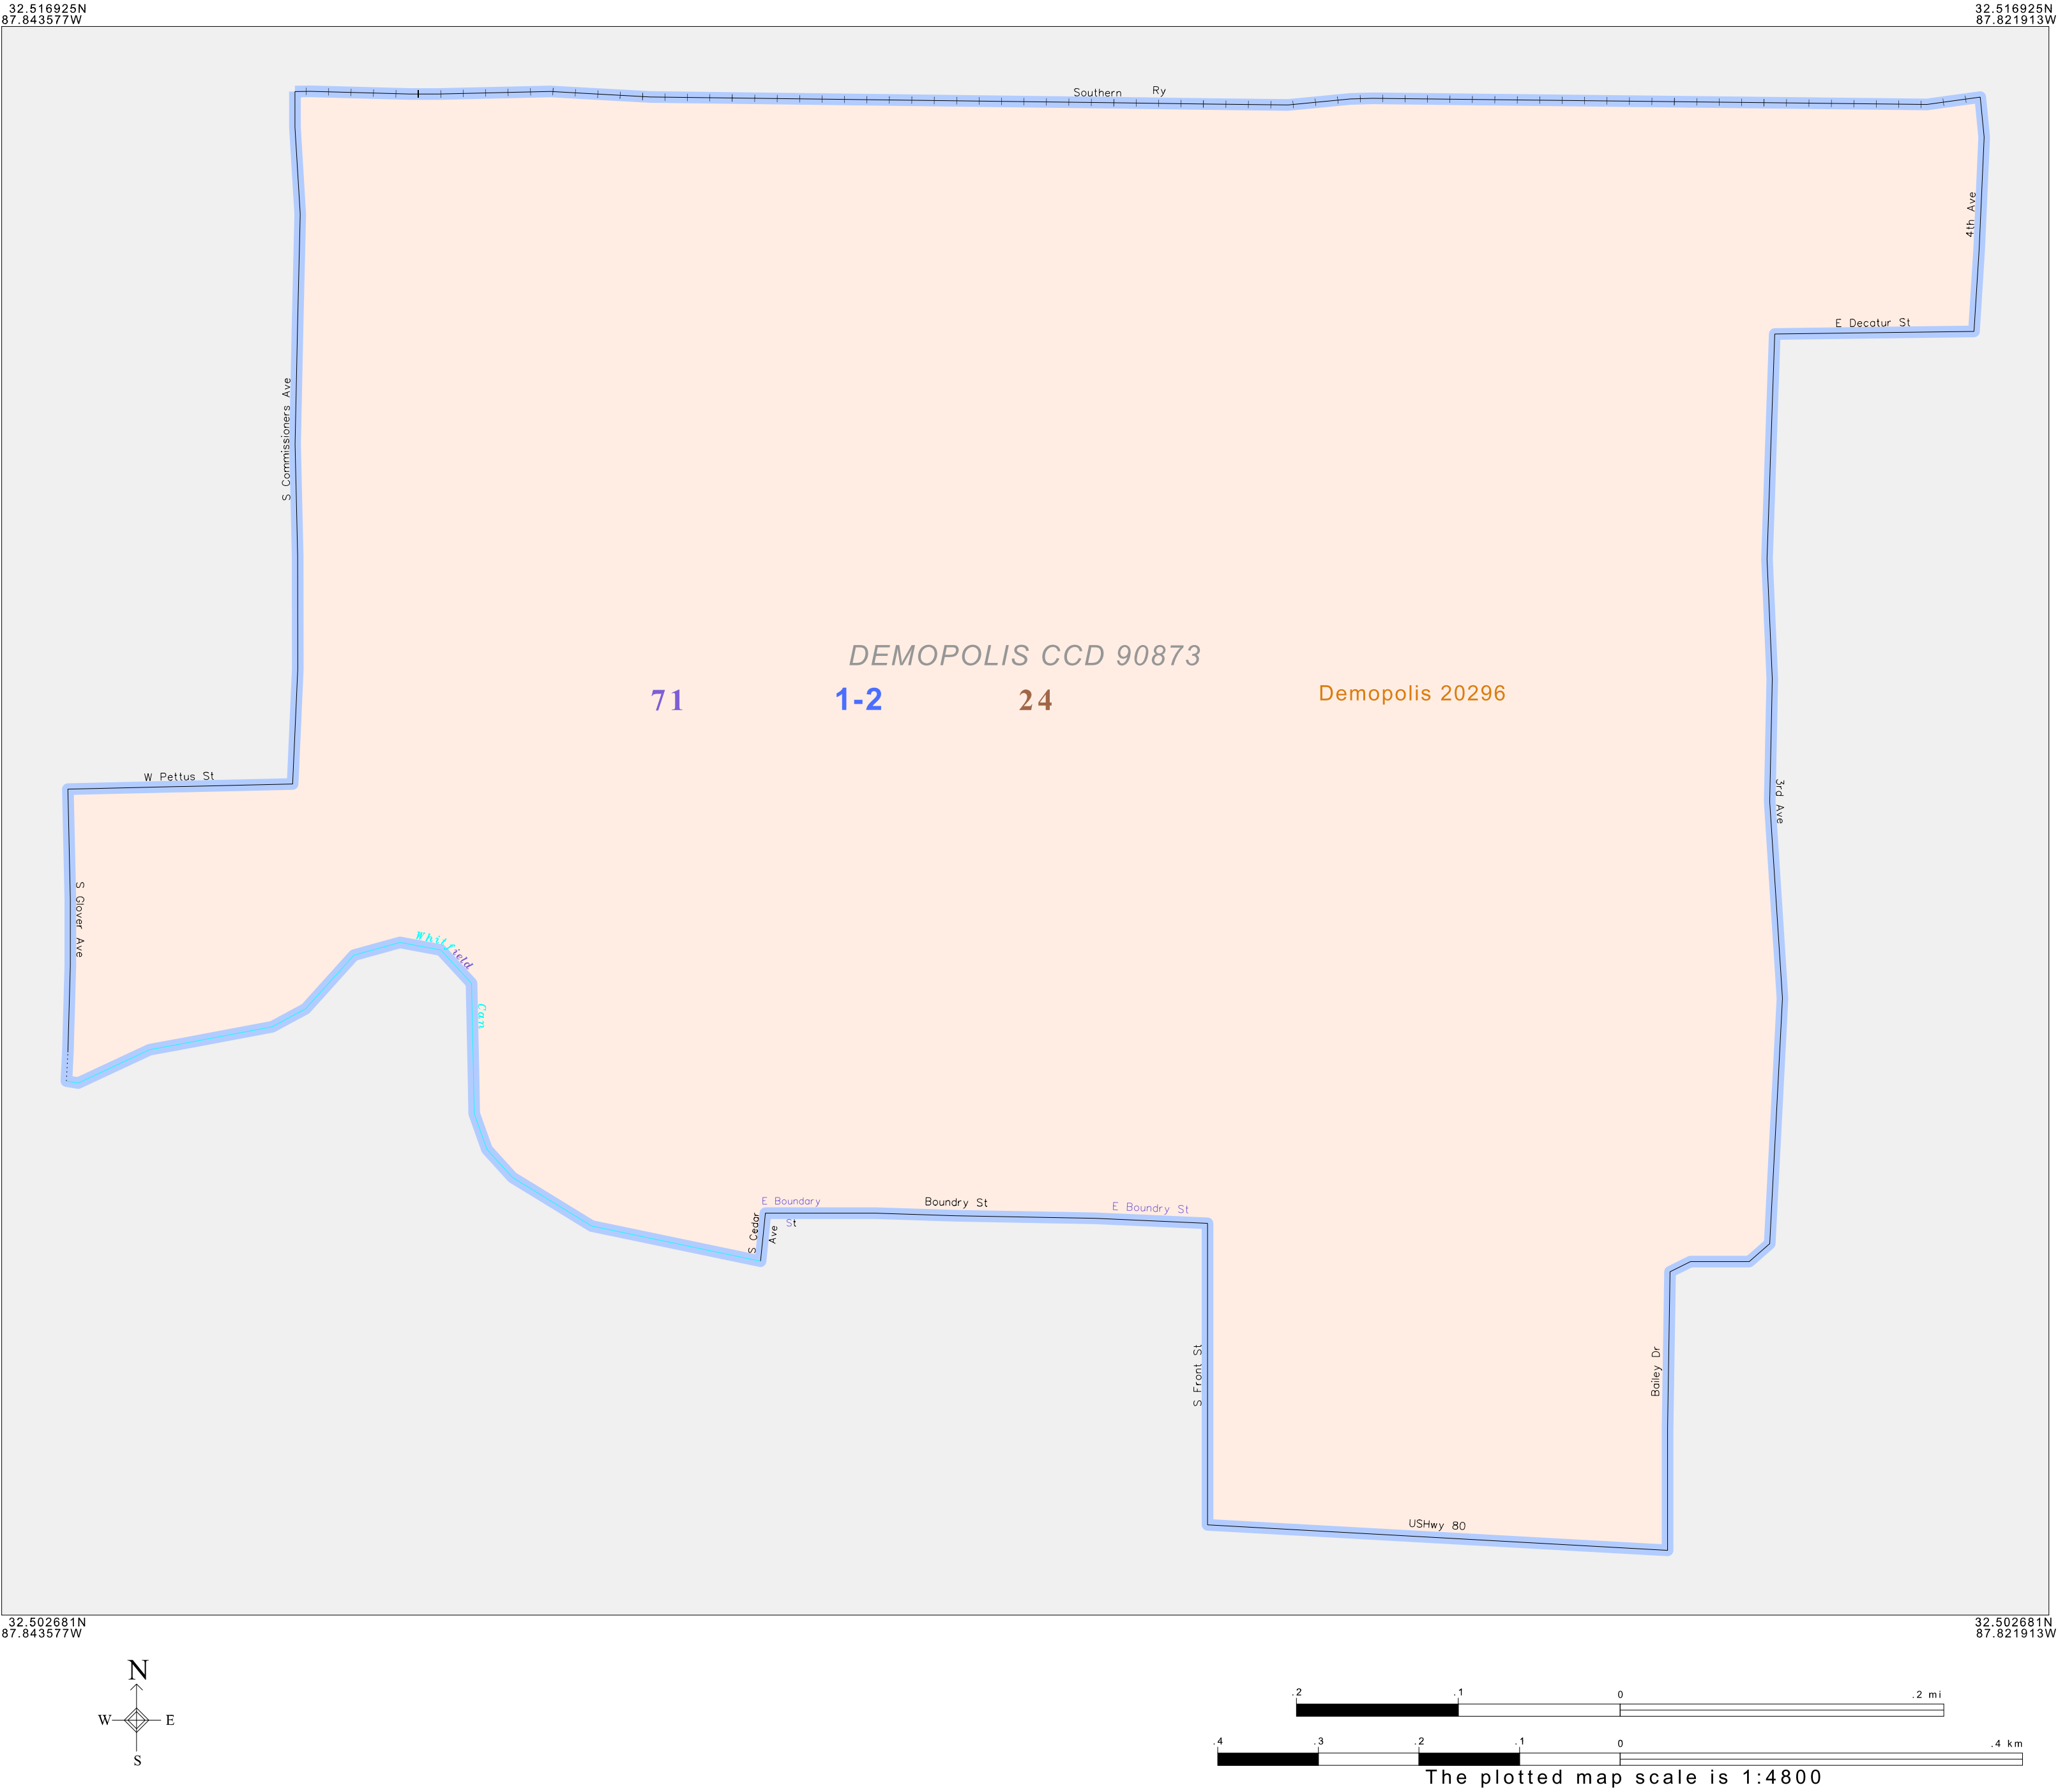 32.516925N
87.843577W
32.516925N
87.821913W
Southern Ry
4th Ave
E Decatur St
S Commissioners Ave
DEMOPOLIS CCD 90873
71
1-2
24
Demopolis 20296
W Pettus St
3rd Ave
S Glover Ave
Whitfield
Can
E Boundary
St
Boundry St
E Boundry St
S Cedar
Ave
S Front St
Bailey Dr
USHwy 80
32.502681N
87.843577W
32.502681N
87.821913W
N
W
E
S
.2 .1 0 .2 mi
.4 .3 .2 .1 0 .4 km
The plotted map scale is 1:4800